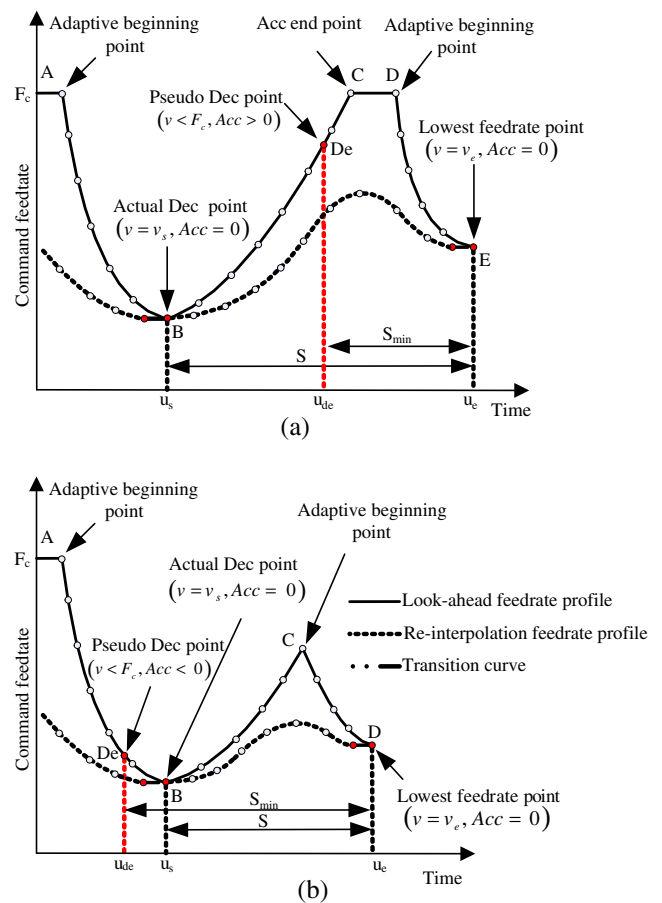 Adaptive beginning
point
Acc end point
Adaptive beginning
point
A
C
D
F_c
Pseudo Dec point
(v < F_c, Acc > 0)
De
Lowest feedrate point
(v = v_e, Acc = 0)
Actual Dec point
(v = v_s, Acc = 0)
Command feedtate
E
B
S_min
S
u_s
u_de
u_e
Time
(a)
Adaptive beginning
point
A
Adaptive beginning
point
F_c
Actual Dec point
(v = v_s, Acc = 0)
Look-ahead feedrate profile
Pseudo Dec point
(v < F_c, Acc < 0)
C
Re-interpolation feedrate profile
Transition curve
Command feedtate
De
D
B
S_min
S
Lowest feedrate point
(v = v_e, Acc = 0)
u_de
u_s
u_e
Time
(b)